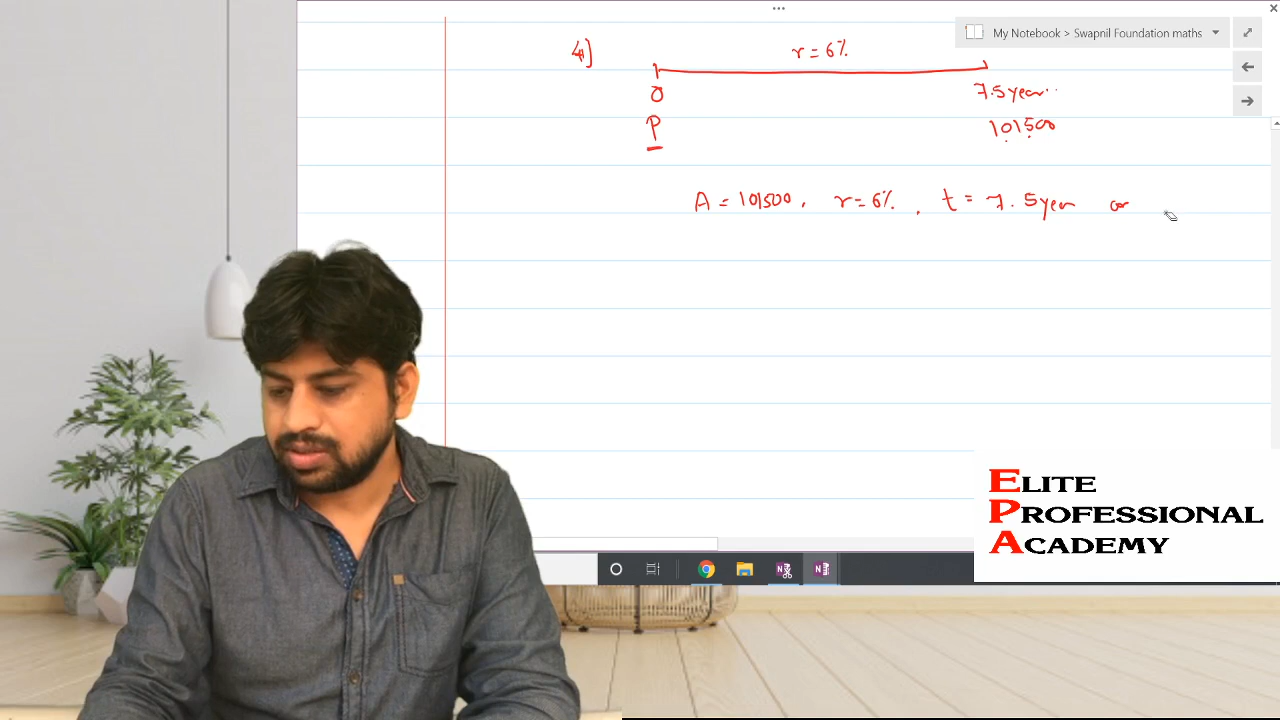 My Notebook > Swapnil Foundation maths
4] r = 6%
0 7.5 year..
P 101500
A = 101500, r = 6%, t = 7.5 year or
ELITE
PROFESSIONAL
ACADEMY